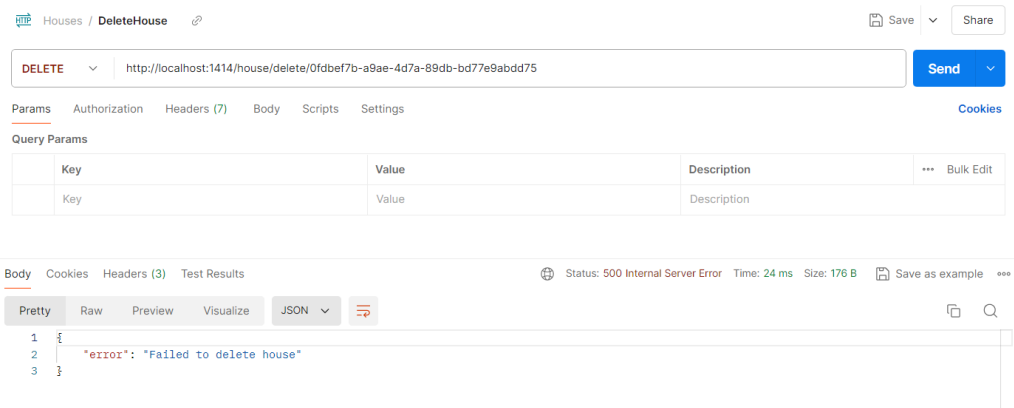 HTTP Houses / DeleteHouse Save Share
DELETE http://localhost:1414/house/delete/0fdbef7b-a9ae-4d7a-89db-bd77e9abdd75 Send
Params Authorization Headers (7) Body Scripts Settings Cookies
Query Params
Key Value Description ••• Bulk Edit
Key Value Description
Body Cookies Headers (3) Test Results Status: 500 Internal Server Error Time: 24 ms Size: 176 B Save as example
Pretty Raw Preview Visualize JSON
1 {
2 "error": "Failed to delete house"
3 }